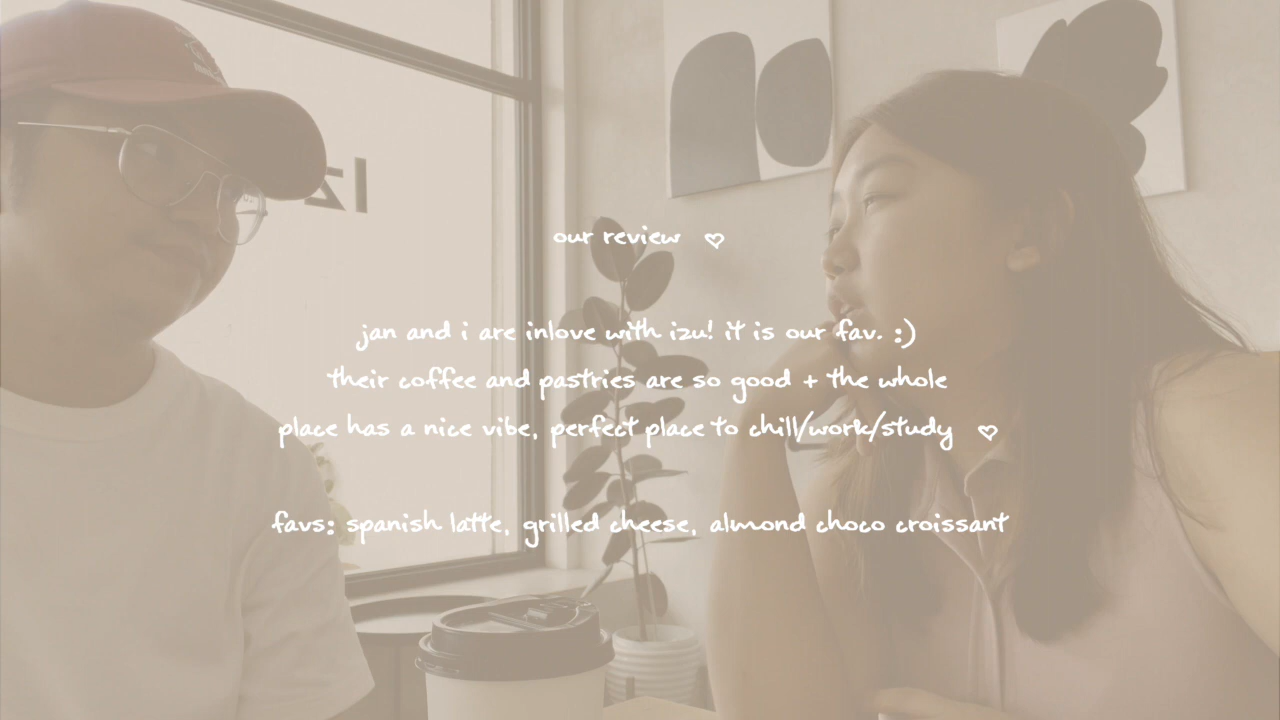 our review ♡
jan and i are inlove with izu! it is our fav. :)
their coffee and pastries are so good + the whole
place has a nice vibe, perfect place to chill/work/study ♡
favs: spanish latte, grilled cheese, almond choco croissant